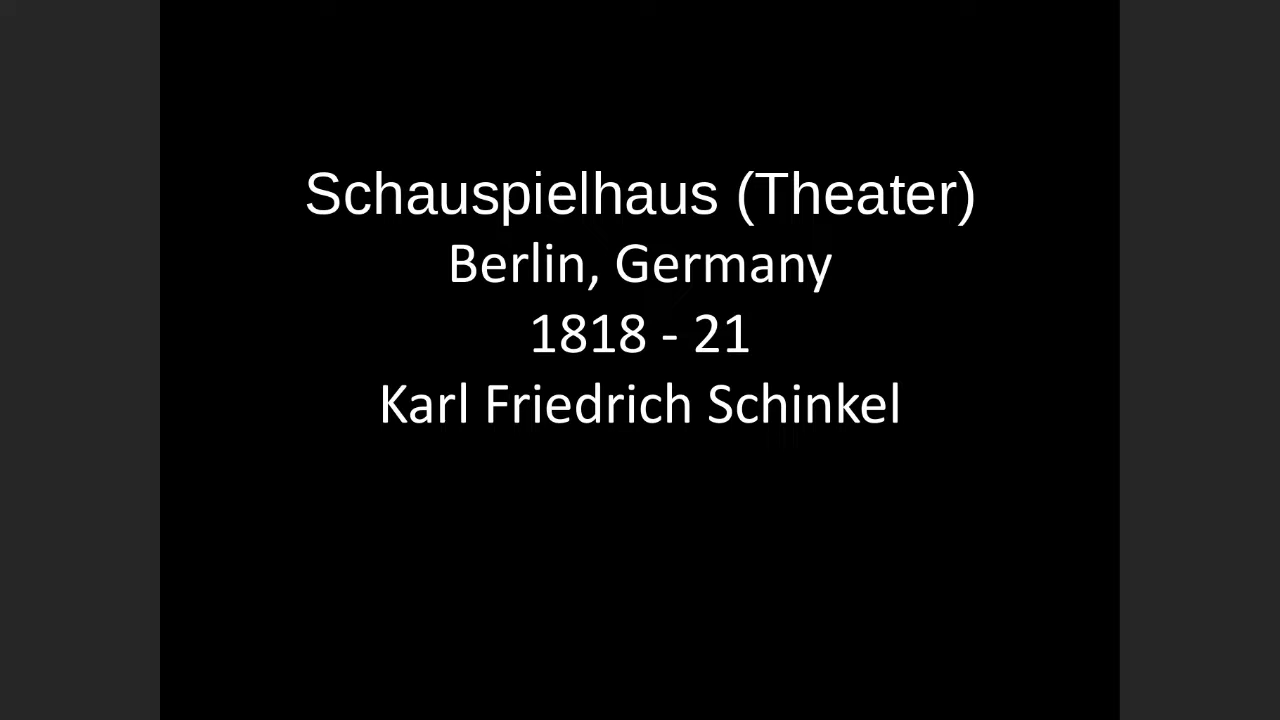 Schauspielhaus (Theater)
Berlin, Germany
1818 - 21
Karl Friedrich Schinkel